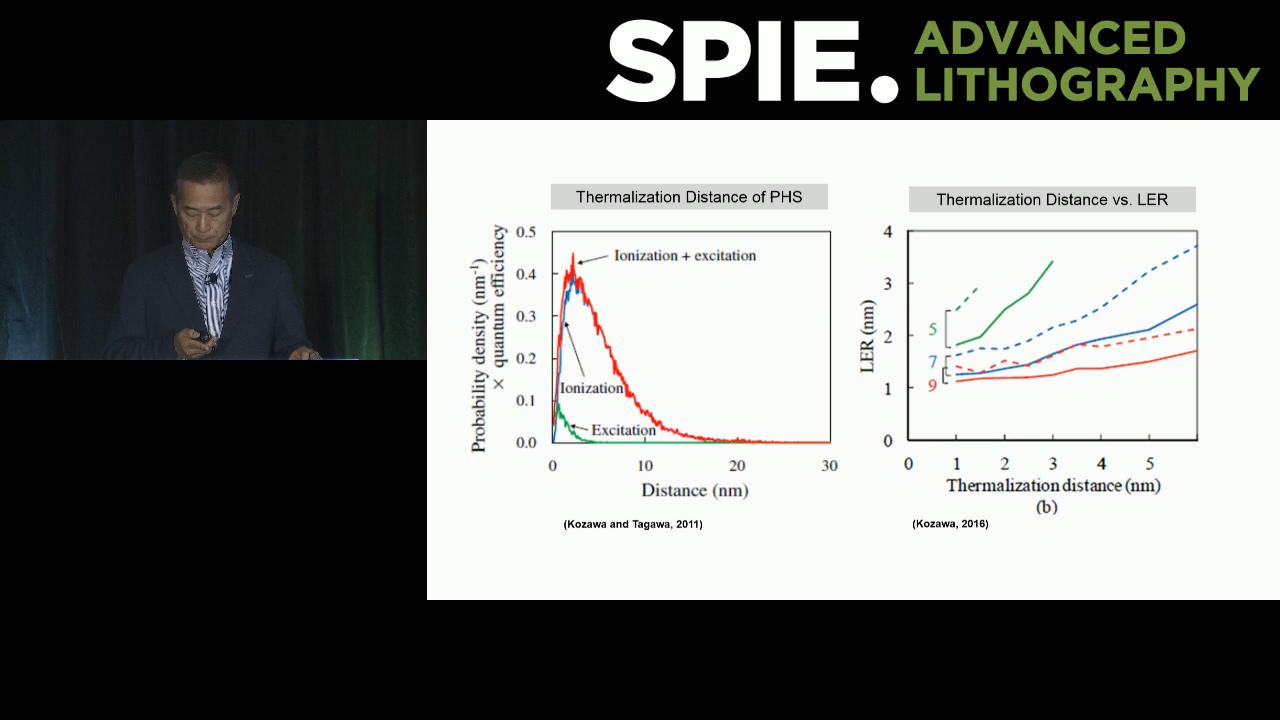 SPIE. ADVANCED
LITHOGRAPHY
Thermalization Distance of PHS
Probability density (nm⁻¹)
× quantum efficiency
0.5
0.4
0.3
0.2
0.1
0.0
Ionization + excitation
Ionization
Excitation
0 10 20 30
Distance (nm)
(Kozawa and Tagawa, 2011)
Thermalization Distance vs. LER
LER (nm)
4
3
2
1
0
5
7
9
0 1 2 3 4 5
Thermalization distance (nm)
(b)
(Kozawa, 2016)